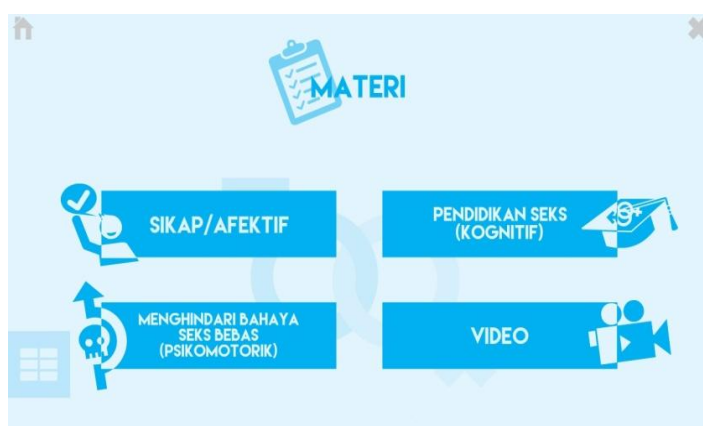 MATERI
SIKAP/AFEKTIF
PENDIDIKAN SEKS
(KOGNITIF)
MENGHINDARI BAHAYA
SEKS BEBAS
(PSIKOMOTORIK)
VIDEO